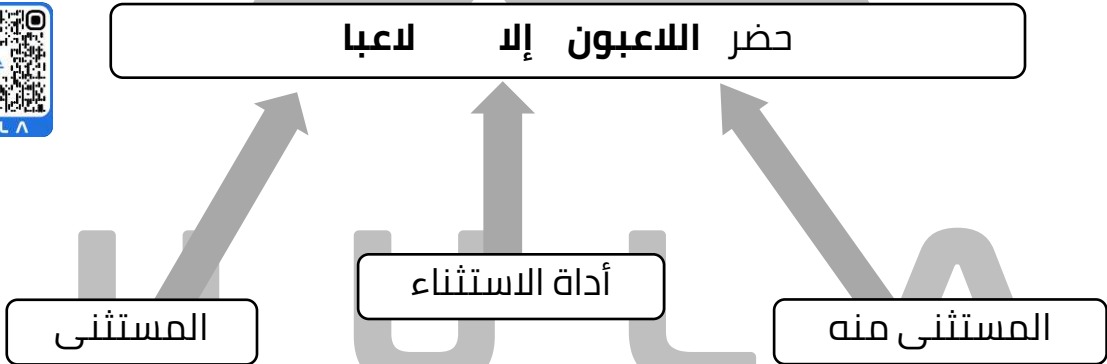 حضر اللاعبون إلا لاعبا
أداة الاستثناء
المستثنى منه
المستثنى